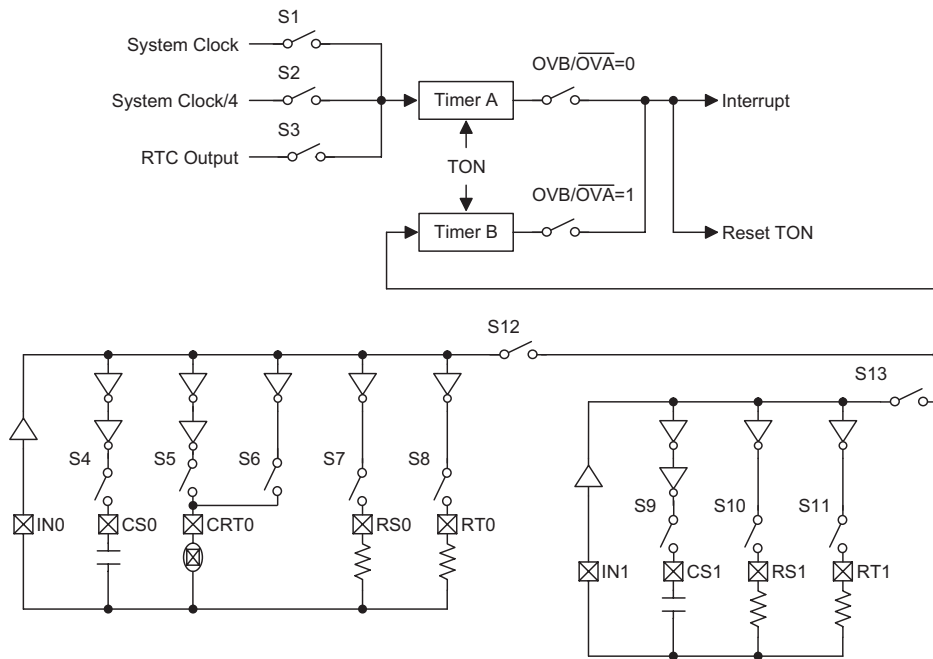 S1
System Clock
OVB/OVA=0
S2
System Clock/4
Timer A
Interrupt
S3
RTC Output
TON
OVB/OVA=1
Timer B
Reset TON
S12
S13
S4
S5
S6
S7
S8
S9
S10
S11
IN0
CS0
CRT0
RS0
RT0
IN1
CS1
RS1
RT1